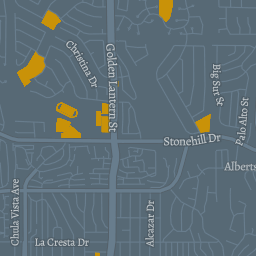 Christina Dr
Golden Lantern St
Big Sur St
Palo Alto St
Stonehill Dr
Alberts
Chula Vista Ave
Alcazar Dr
La Cresta Dr